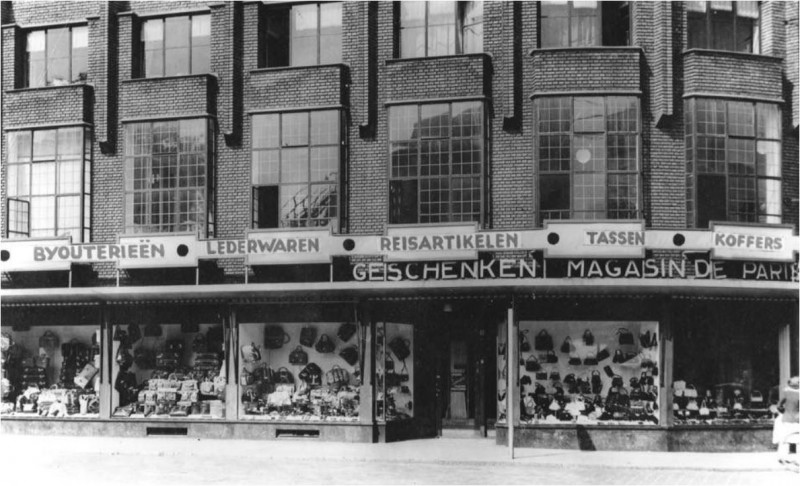 BYOUTERIEËN LEDERWAREN REISARTIKELEN TASSEN KOFFERS
GESCHENKEN MAGASIN DE PARIS